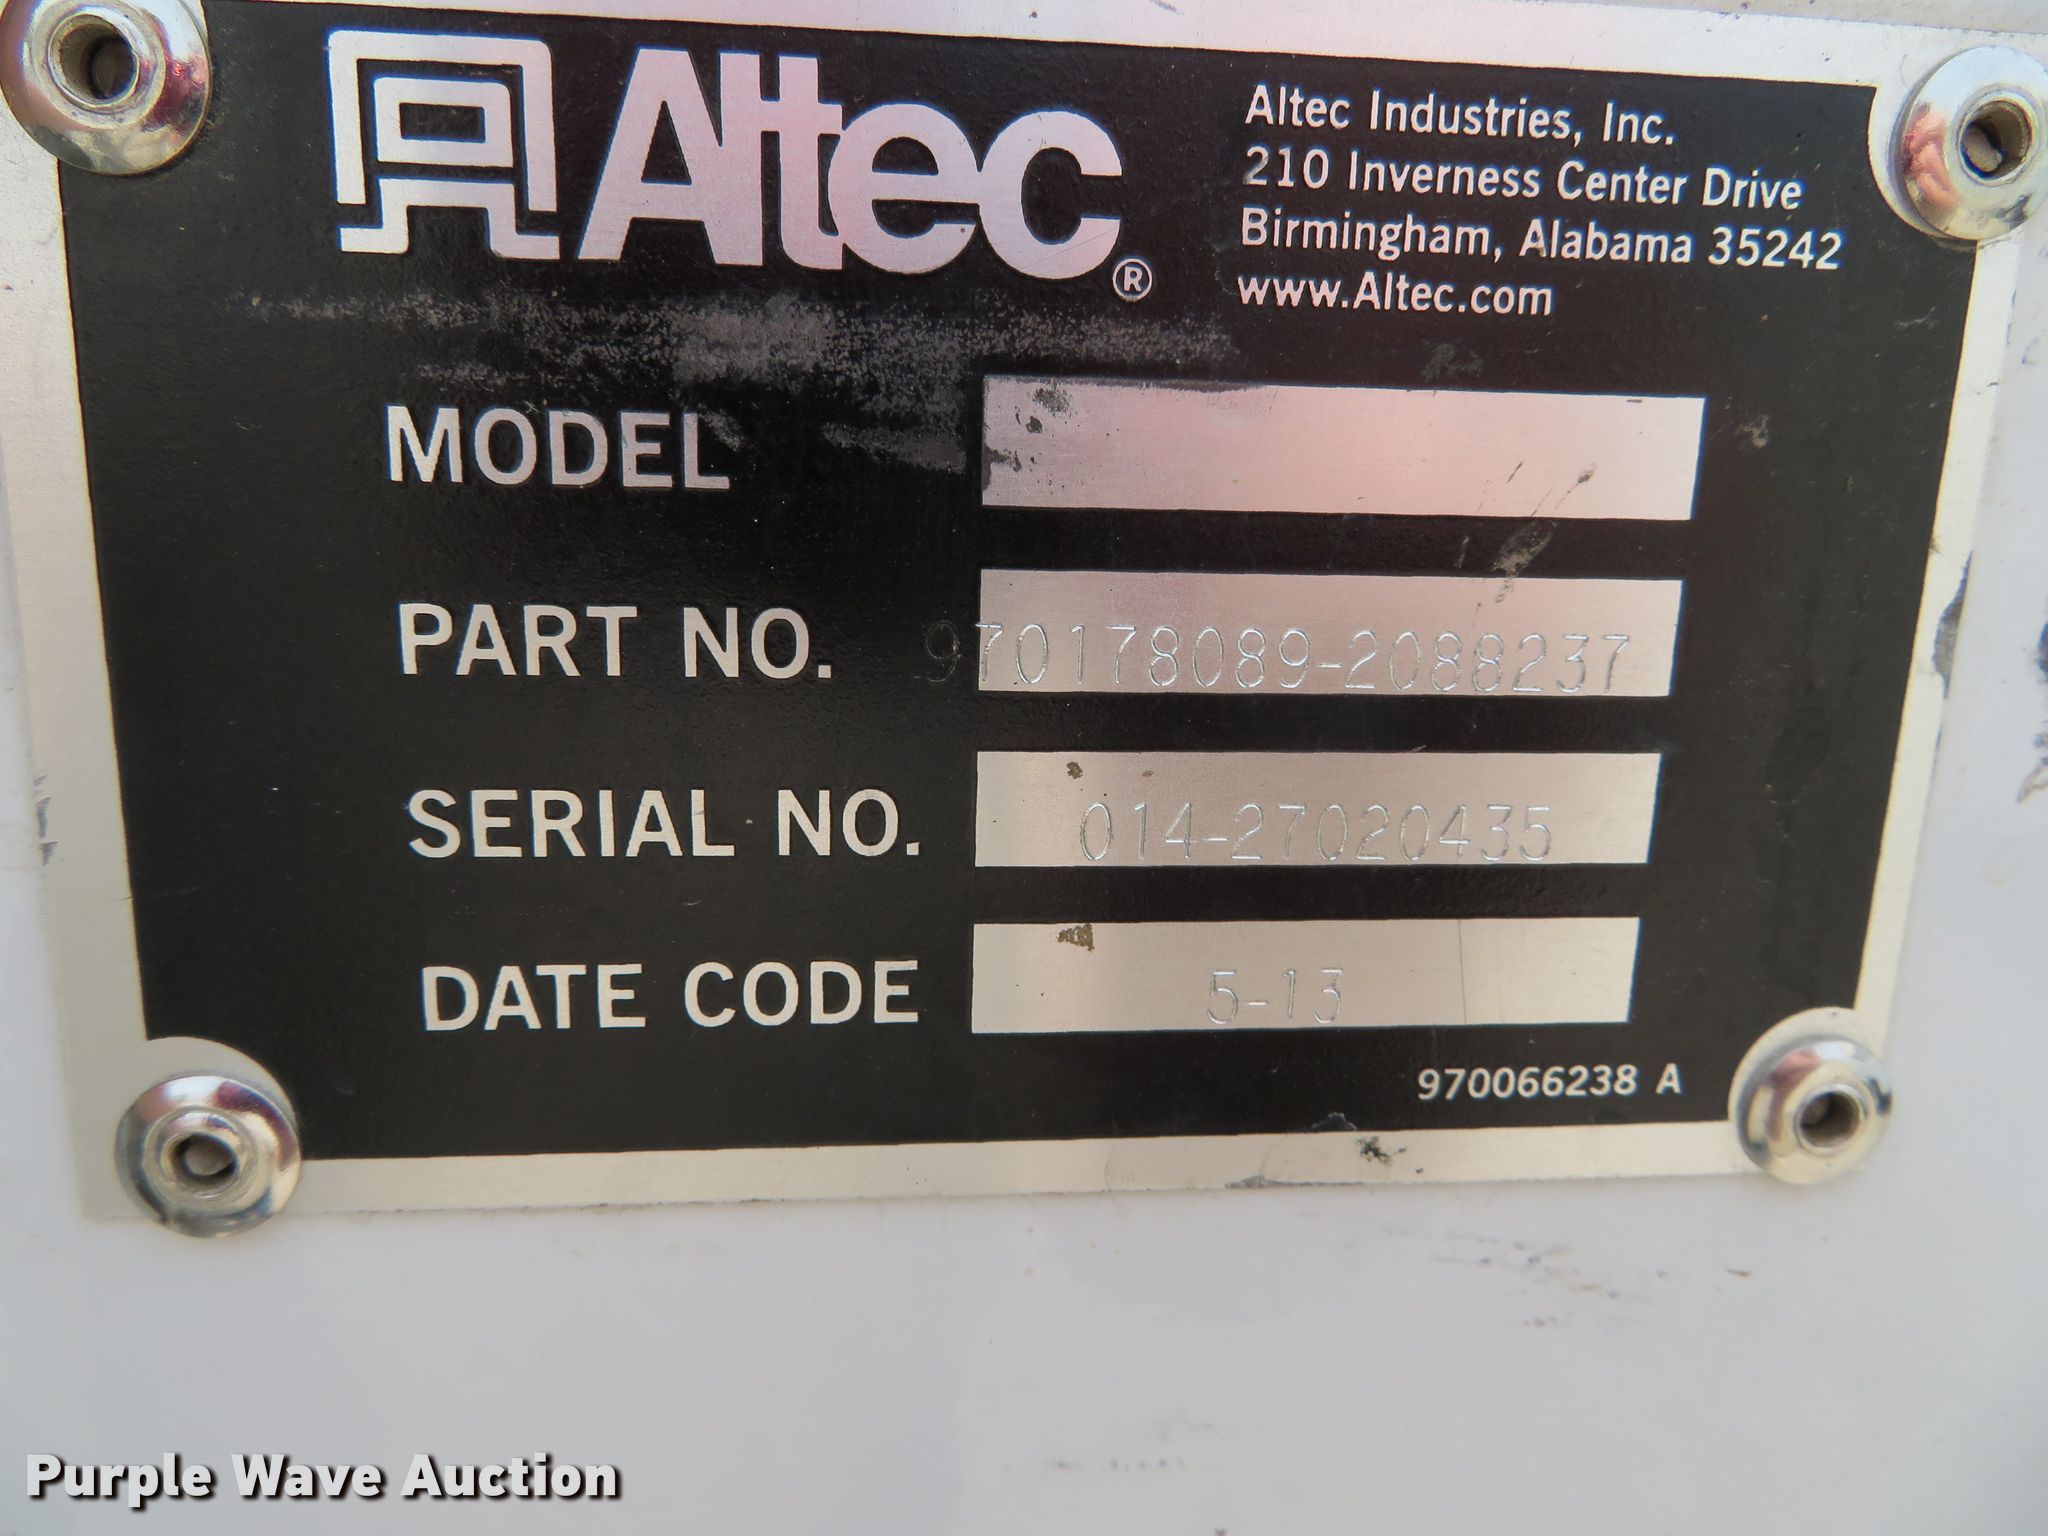 Altec®
Altec Industries, Inc.
210 Inverness Center Drive
Birmingham, Alabama 35242
www.Altec.com
MODEL
PART NO. 970178089-2088237
SERIAL NO. 014-27020435
DATE CODE 5-13
970066238 A
Purple Wave Auction